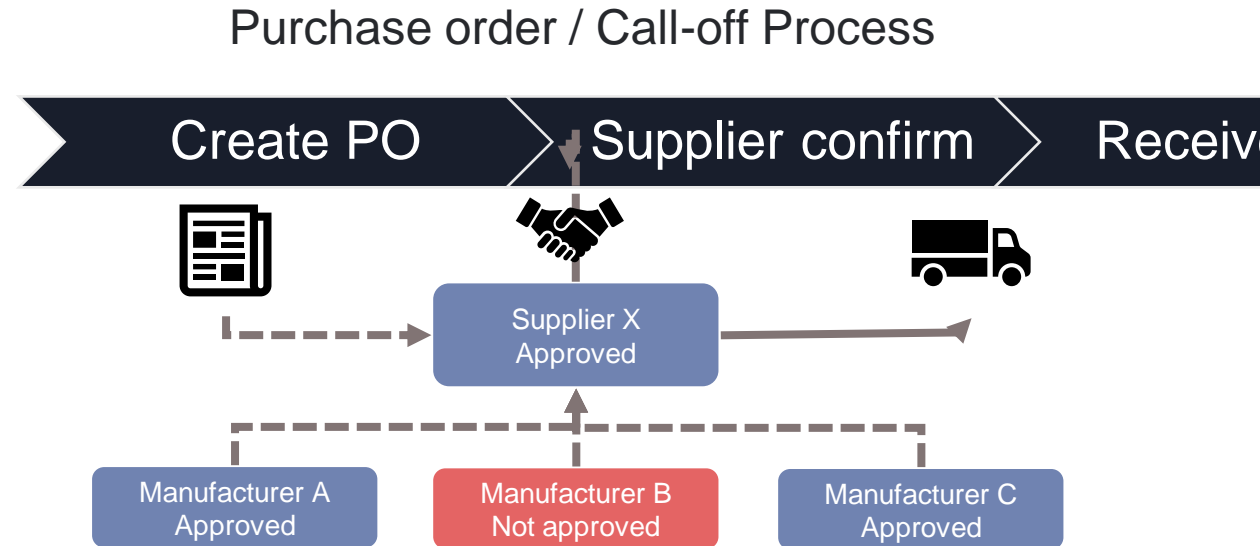 Purchase order / Call-off Process
Create PO
Supplier confirm
Supplier X
Approved
Manufacturer A
Approved
Manufacturer B
Not approved
Manufacturer C
Approved